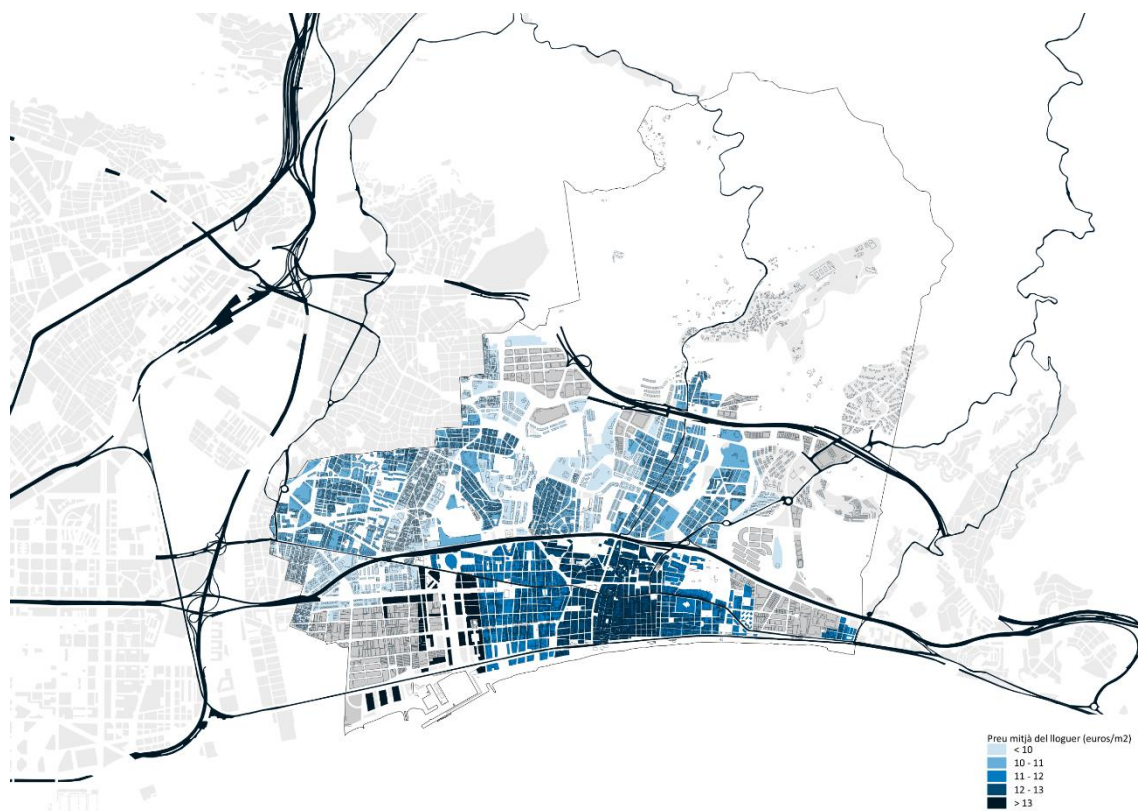 Preu mitjà del lloguer (euros/m2)
< 10
10 - 11
11 - 12
12 - 13
> 13